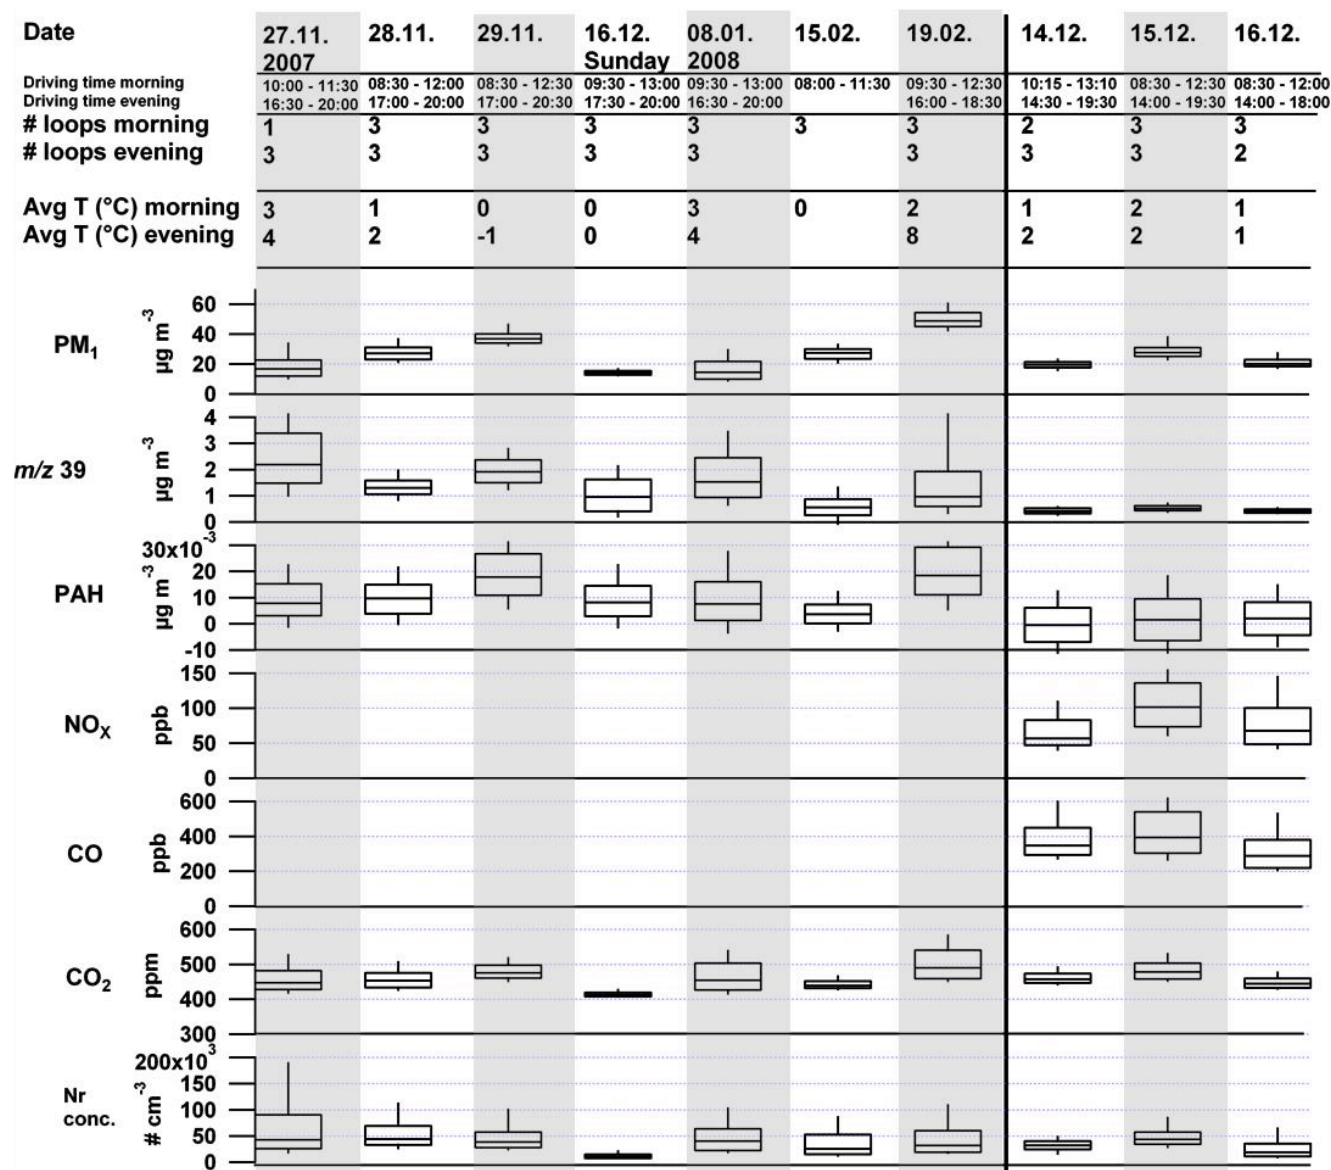 Date 27.11. 28.11. 29.11. 16.12. 08.01. 15.02. 19.02. 14.12. 15.12. 16.12.
2007 Sunday 2008
Driving time morning 10:00 - 11:30 08:30 - 12:00 08:30 - 12:30 09:30 - 13:00 09:30 - 13:00 08:00 - 11:30 09:30 - 12:30 10:15 - 13:10 08:30 - 12:30 08:30 - 12:00
Driving time evening 16:30 - 20:00 17:00 - 20:00 17:00 - 20:30 17:30 - 20:00 16:30 - 20:00 16:00 - 18:30 14:30 - 19:30 14:00 - 19:30 14:00 - 18:00
# loops morning 1 3 3 3 3 3 3 2 3 3
# loops evening 3 3 3 3 3 3 3 3 2
Avg T (°C) morning 3 1 0 0 3 0 2 1 2 1
Avg T (°C) evening 4 2 -1 0 4 8 2 2 1
60
40
PM₁ µg m⁻³
20
0
4
3
m/z 39 µg m⁻³
2
1
0
30x10⁻³
20
PAH µg m⁻³
10
0
-10
150
100
NOₓ ppb
50
0
600
400
CO ppb
200
0
600
500
CO₂ ppm
400
300
200x10³
150
Nr
100
conc. # cm⁻³
50
0